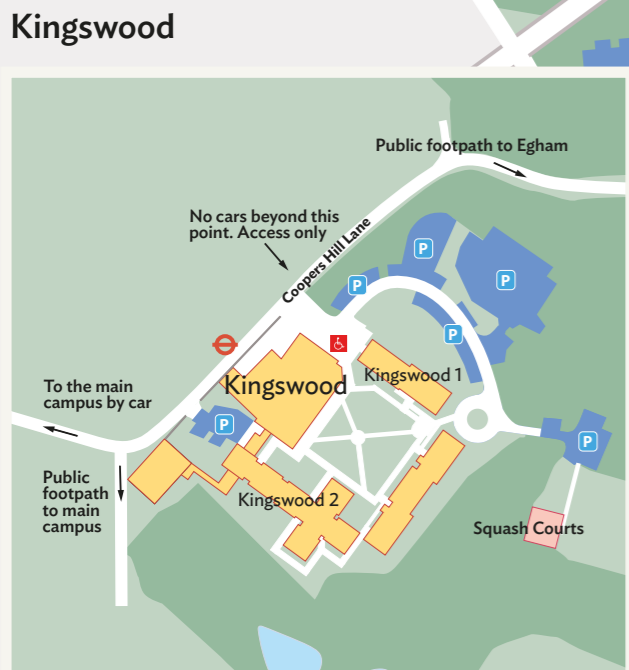 Kingswood
Public footpath to Egham
No cars beyond this
point. Access only
Coopers Hill Lane
P
P
P
P
Kingswood
Kingswood 1
To the main
campus by car
P
P
Public
footpath
to main
campus
Kingswood 2
Squash Courts